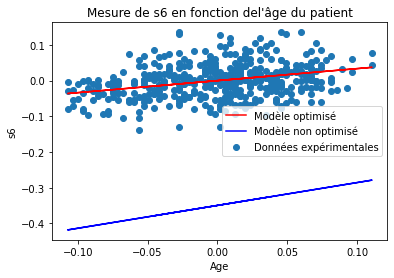 Mesure de s6 en fonction del'âge du patient
0.1
0.0
−0.1
−0.2
−0.3
−0.4
s6
Modèle optimisé
Modèle non optimisé
Données expérimentales
−0.10
−0.05
0.00
0.05
0.10
Age